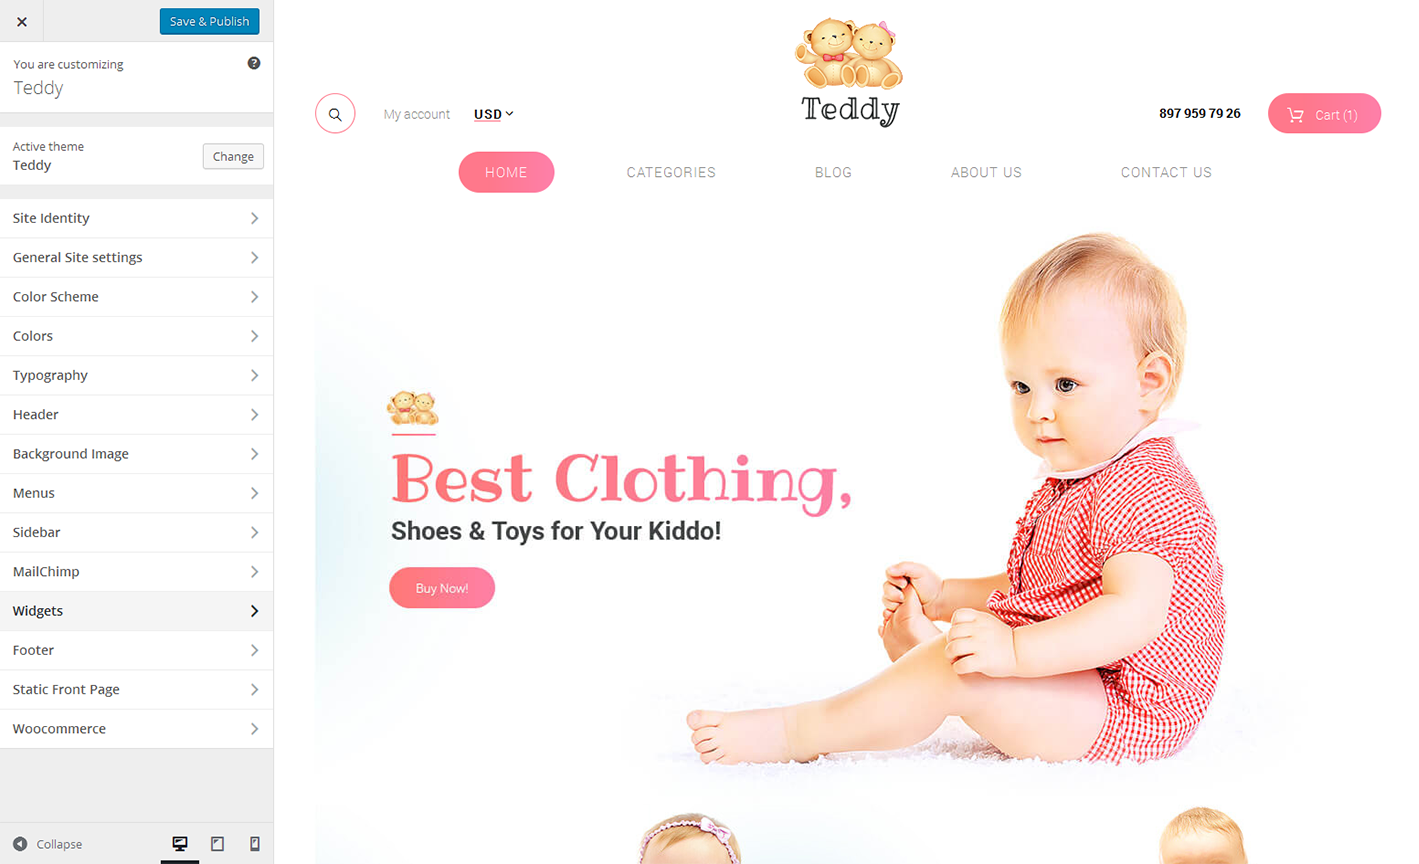 Save & Publish
You are customizing
Teddy
Active theme
Teddy
Change
Site Identity
General Site settings
Color Scheme
Colors
Typography
Header
Background Image
Menus
Sidebar
MailChimp
Widgets
Footer
Static Front Page
Woocommerce
Collapse
Teddy
My account
USD
897 959 79 26
Cart (1)
HOME
CATEGORIES
BLOG
ABOUT US
CONTACT US
Best Clothing,
Shoes & Toys for Your Kiddo!
Buy Now!